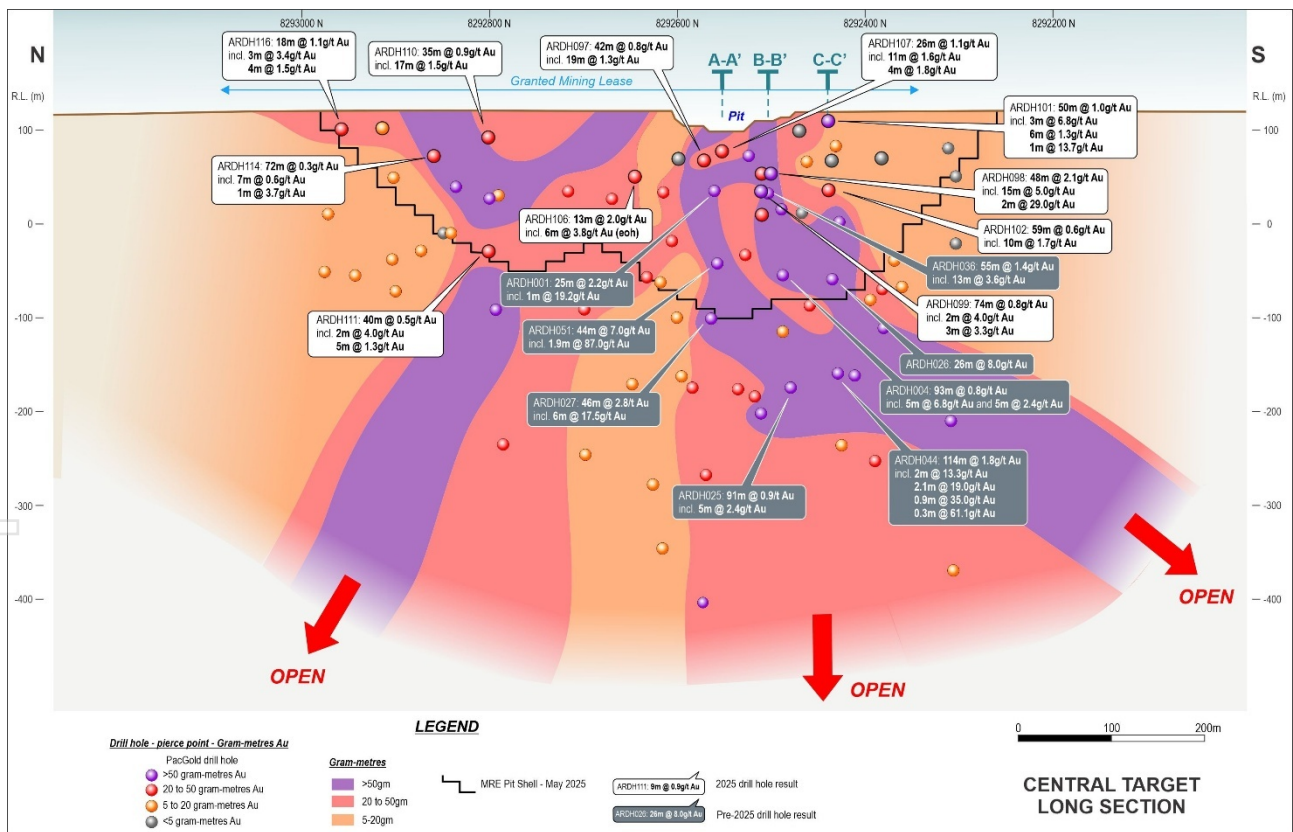 8293000 N
8292800 N
8292600 N
8292400 N
8292200 N
N
S
R.L. (m)
R.L. (m)
ARDH116: 18m @ 1.1g/t Au
incl. 3m @ 3.4g/t Au
4m @ 1.5g/t Au
ARDH110: 35m @ 0.9g/t Au
incl. 17m @ 1.5g/t Au
ARDH097: 42m @ 0.8g/t Au
incl. 19m @ 1.3g/t Au
A-A'
B-B'
C-C'
ARDH107: 26m @ 1.1g/t Au
incl. 11m @ 1.6g/t Au
4m @ 1.8g/t Au
Granted Mining Lease
Pit
ARDH101: 50m @ 1.0g/t Au
incl. 3m @ 6.8g/t Au
6m @ 1.3g/t Au
1m @ 13.7g/t Au
ARDH114: 72m @ 0.3g/t Au
incl. 7m @ 0.6g/t Au
1m @ 3.7g/t Au
ARDH098: 48m @ 2.1g/t Au
incl. 15m @ 5.0g/t Au
2m @ 29.0g/t Au
ARDH106: 13m @ 2.0g/t Au
incl. 6m @ 3.8g/t Au (eoh)
ARDH102: 59m @ 0.6g/t Au
incl. 10m @ 1.7g/t Au
ARDH036: 55m @ 1.4g/t Au
incl. 13m @ 3.6g/t Au
ARDH001: 25m @ 2.2g/t Au
incl. 1m @ 19.2g/t Au
ARDH099: 74m @ 0.8g/t Au
incl. 2m @ 4.0g/t Au
3m @ 3.3g/t Au
ARDH111: 40m @ 0.5g/t Au
incl. 2m @ 4.0g/t Au
5m @ 1.3g/t Au
ARDH051: 44m @ 7.0g/t Au
incl. 1.9m @ 87.0g/t Au
ARDH026: 26m @ 8.0g/t Au
ARDH004: 93m @ 0.8g/t Au
incl. 5m @ 6.8g/t Au and 5m @ 2.4g/t Au
ARDH027: 46m @ 2.8/t Au
incl. 6m @ 17.5g/t Au
ARDH044: 114m @ 1.8g/t Au
incl. 2m @ 13.3g/t Au
2.1m @ 19.0g/t Au
0.9m @ 35.0g/t Au
0.3m @ 61.1g/t Au
ARDH025: 91m @ 0.9/t Au
incl. 5m @ 2.4g/t Au
100
0
-100
-200
-300
-400
100
0
-100
-200
-300
-400
OPEN
OPEN
OPEN
LEGEND
Drill hole - pierce point - Gram-metres Au
PacGold drill hole
>50 gram-metres Au
20 to 50 gram-metres Au
5 to 20 gram-metres Au
<5 gram-metres Au
Gram-metres
>50gm
20 to 50gm
5-20gm
MRE Pit Shell - May 2025
ARDH111: 9m @ 0.9g/t Au
2025 drill hole result
ARDH026: 26m @ 8.0g/t Au
Pre-2025 drill hole result
0
100
200m
CENTRAL TARGET
LONG SECTION